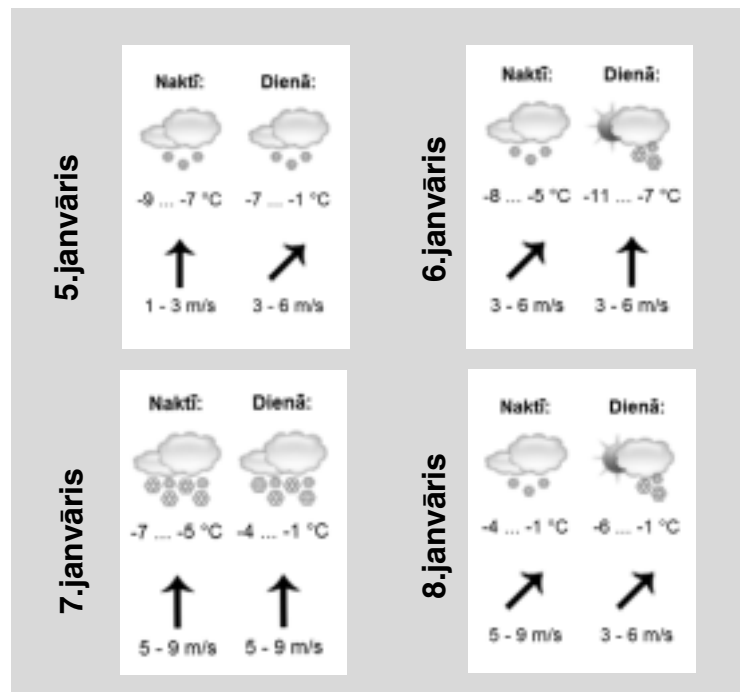 5.janvāris
Naktī: Dienā:
-9 ... -7 °C -7 ... -1 °C
1 - 3 m/s 3 - 6 m/s
6.janvāris
Naktī: Dienā:
-8 ... -5 °C -11 ... -7 °C
3 - 6 m/s 3 - 6 m/s
7.janvāris
Naktī: Dienā:
-7 ... -5 °C -4 ... -1 °C
5 - 9 m/s 5 - 9 m/s
8.janvāris
Naktī: Dienā:
-4 ... -1 °C -6 ... -1 °C
5 - 9 m/s 3 - 6 m/s